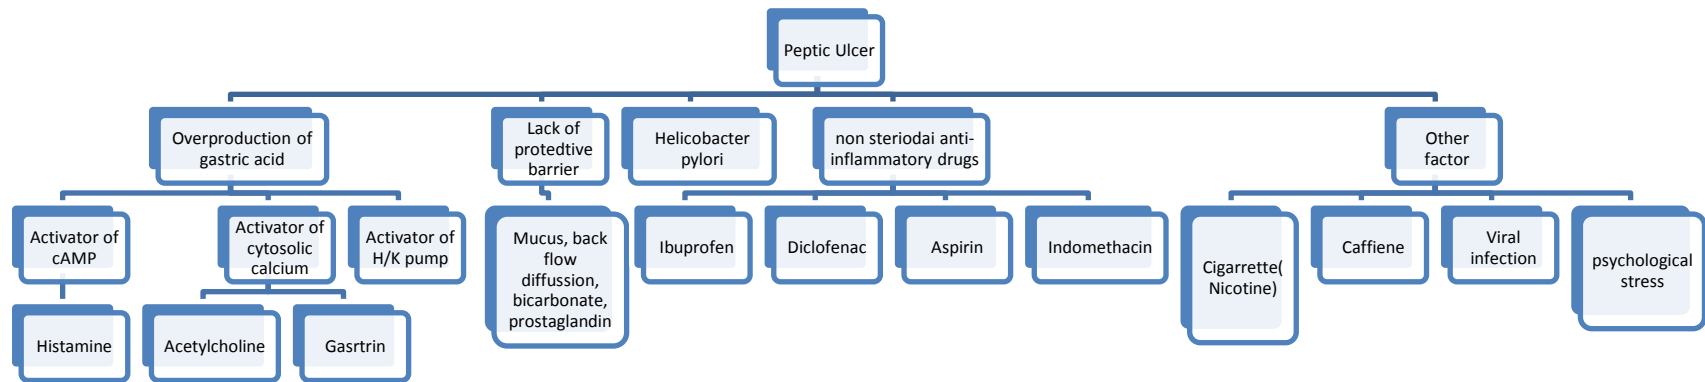 Peptic Ulcer
Overproduction of
gastric acid
Lack of
protedtive
barrier
Helicobacter
pylori
non steriodai anti-
inflammatory drugs
Other
factor
Activator of
cAMP
Activator of
cytosolic
calcium
Activator of
H/K pump
Mucus, back
flow
diffussion,
bicarbonate,
prostaglandin
Ibuprofen
Diclofenac
Aspirin
Indomethacin
Cigarrette(
Nicotine)
Caffiene
Viral
infection
psychological
stress
Histamine
Acetylcholine
Gasrtrin